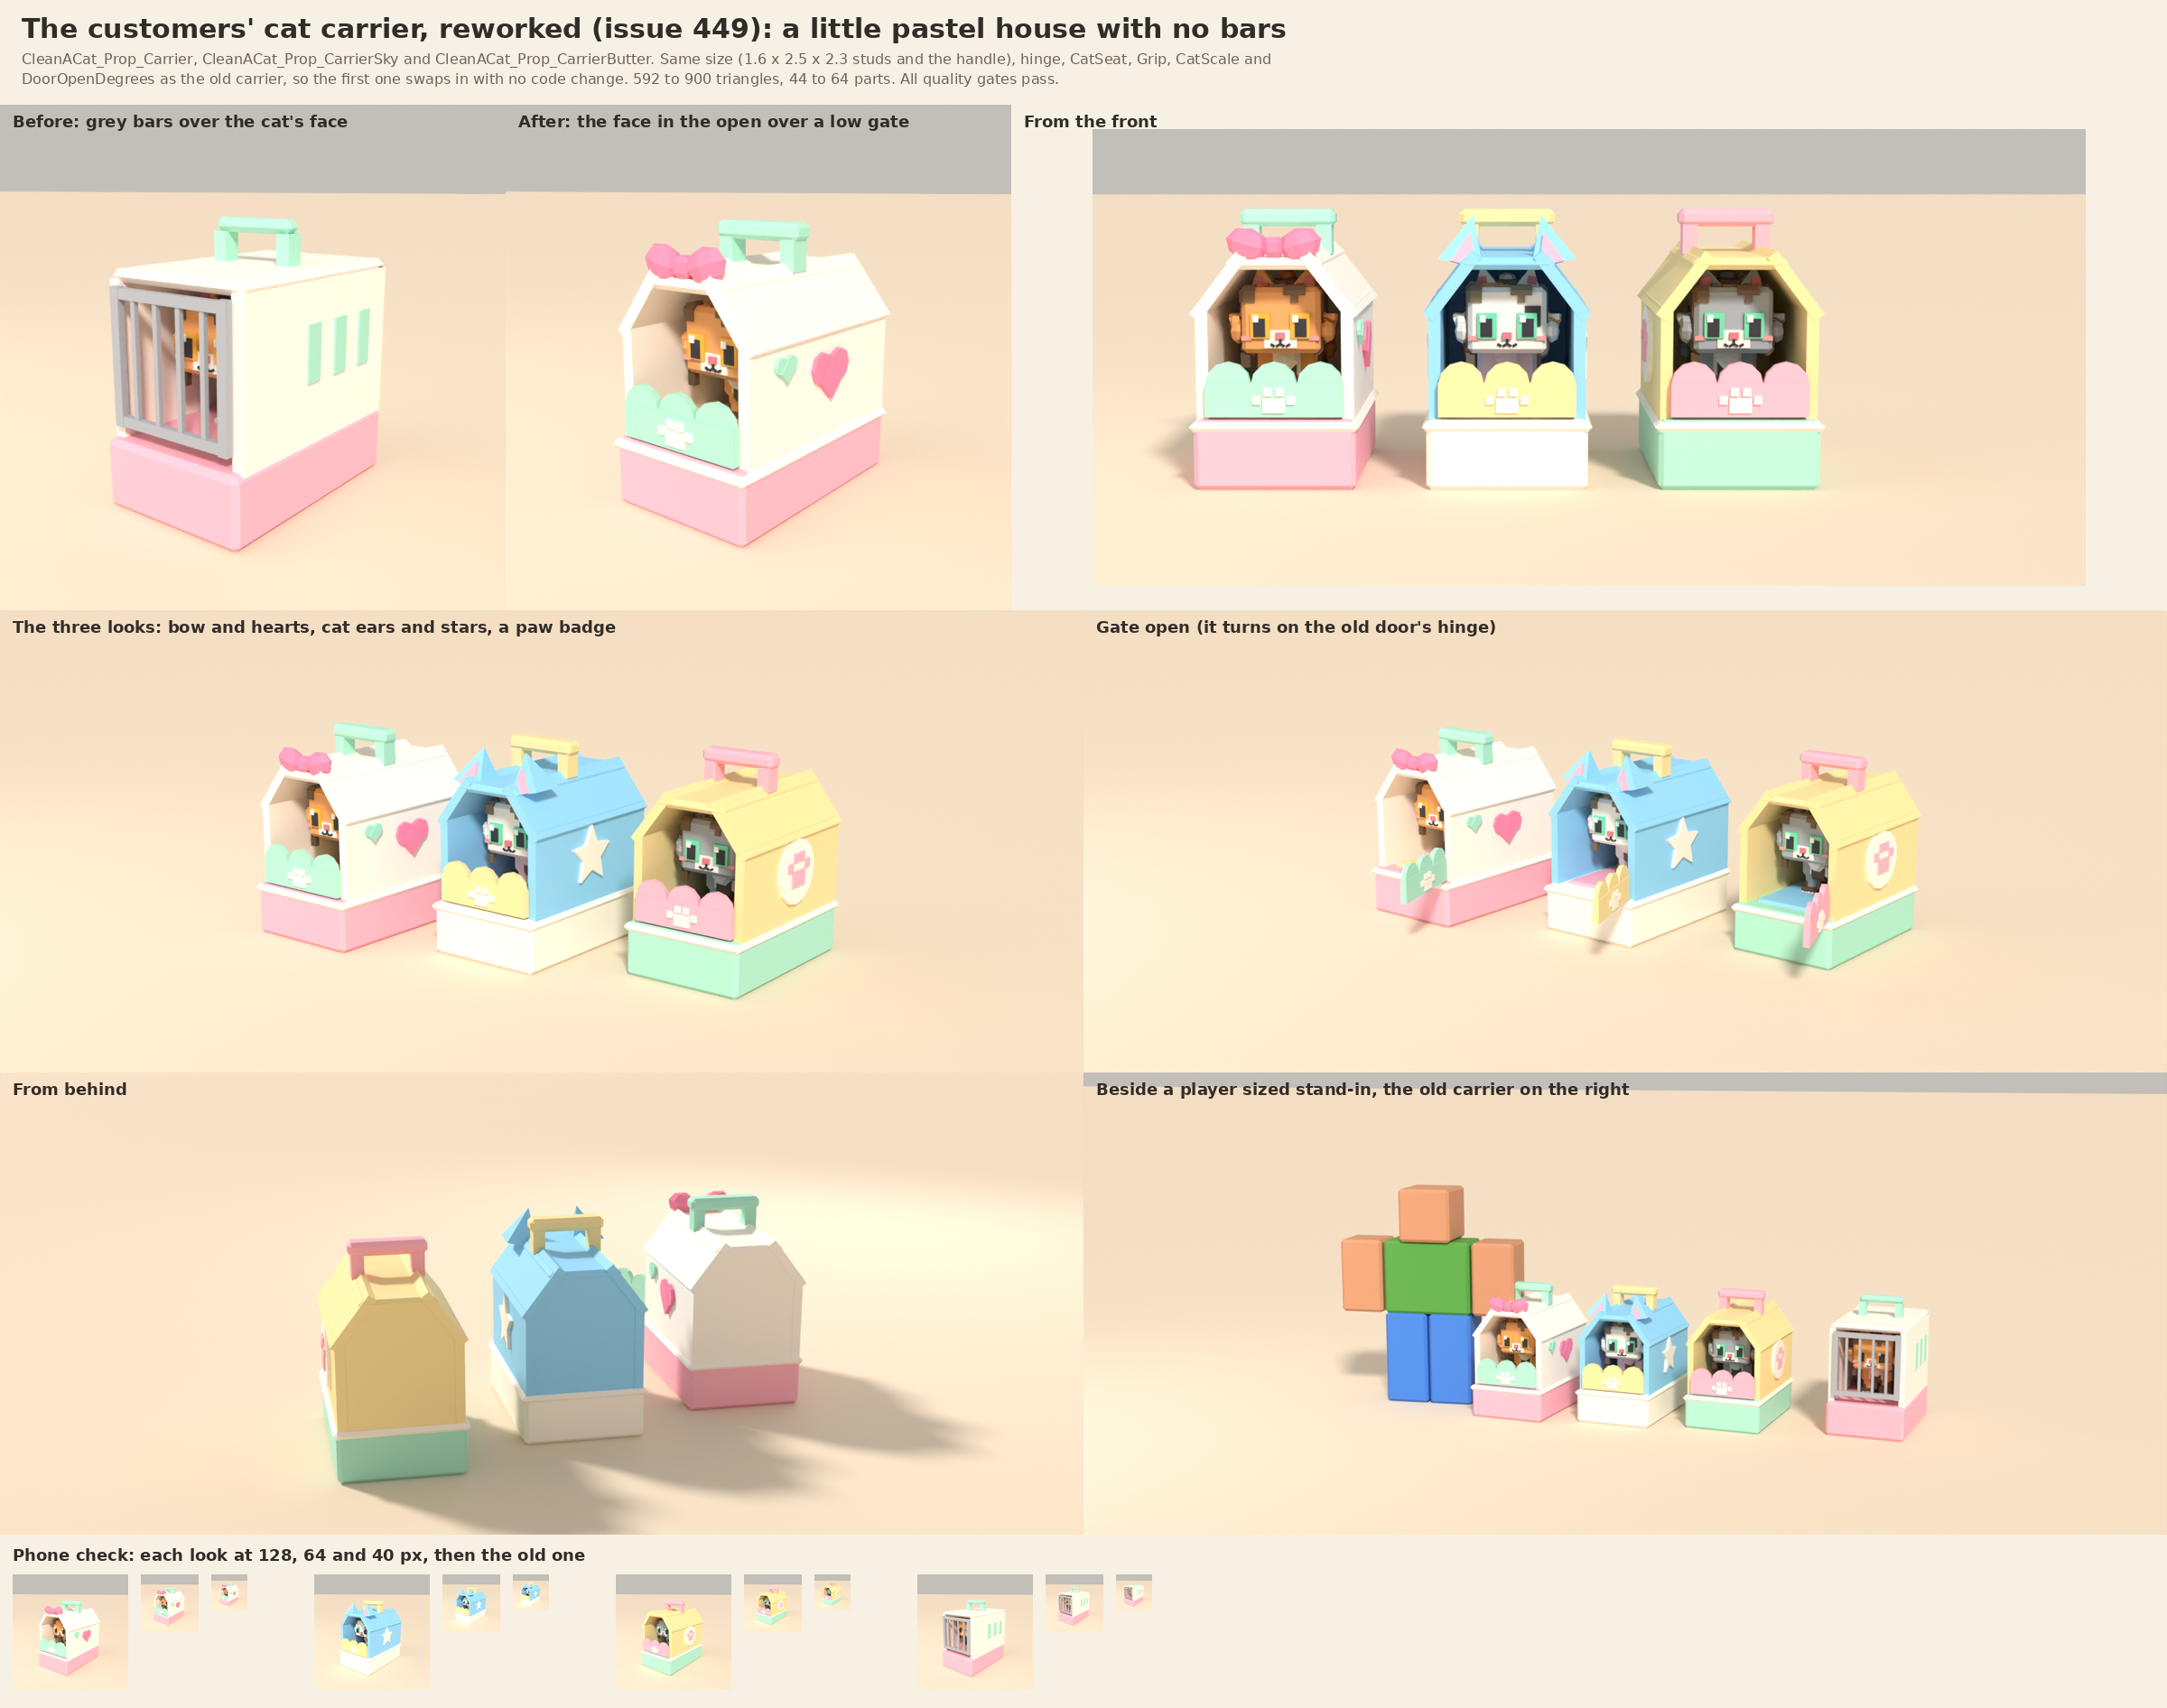 The customers' cat carrier, reworked (issue 449): a little pastel house with no bars
CleanACat_Prop_Carrier, CleanACat_Prop_CarrierSky and CleanACat_Prop_CarrierButter. Same size (1.6 x 2.5 x 2.3 studs and the handle), hinge, CatSeat, Grip, CatScale and
DoorOpenDegrees as the old carrier, so the first one swaps in with no code change. 592 to 900 triangles, 44 to 64 parts. All quality gates pass.
Before: grey bars over the cat's face
After: the face in the open over a low gate
From the front
The three looks: bow and hearts, cat ears and stars, a paw badge
Gate open (it turns on the old door's hinge)
From behind
Beside a player sized stand-in, the old carrier on the right
Phone check: each look at 128, 64 and 40 px, then the old one